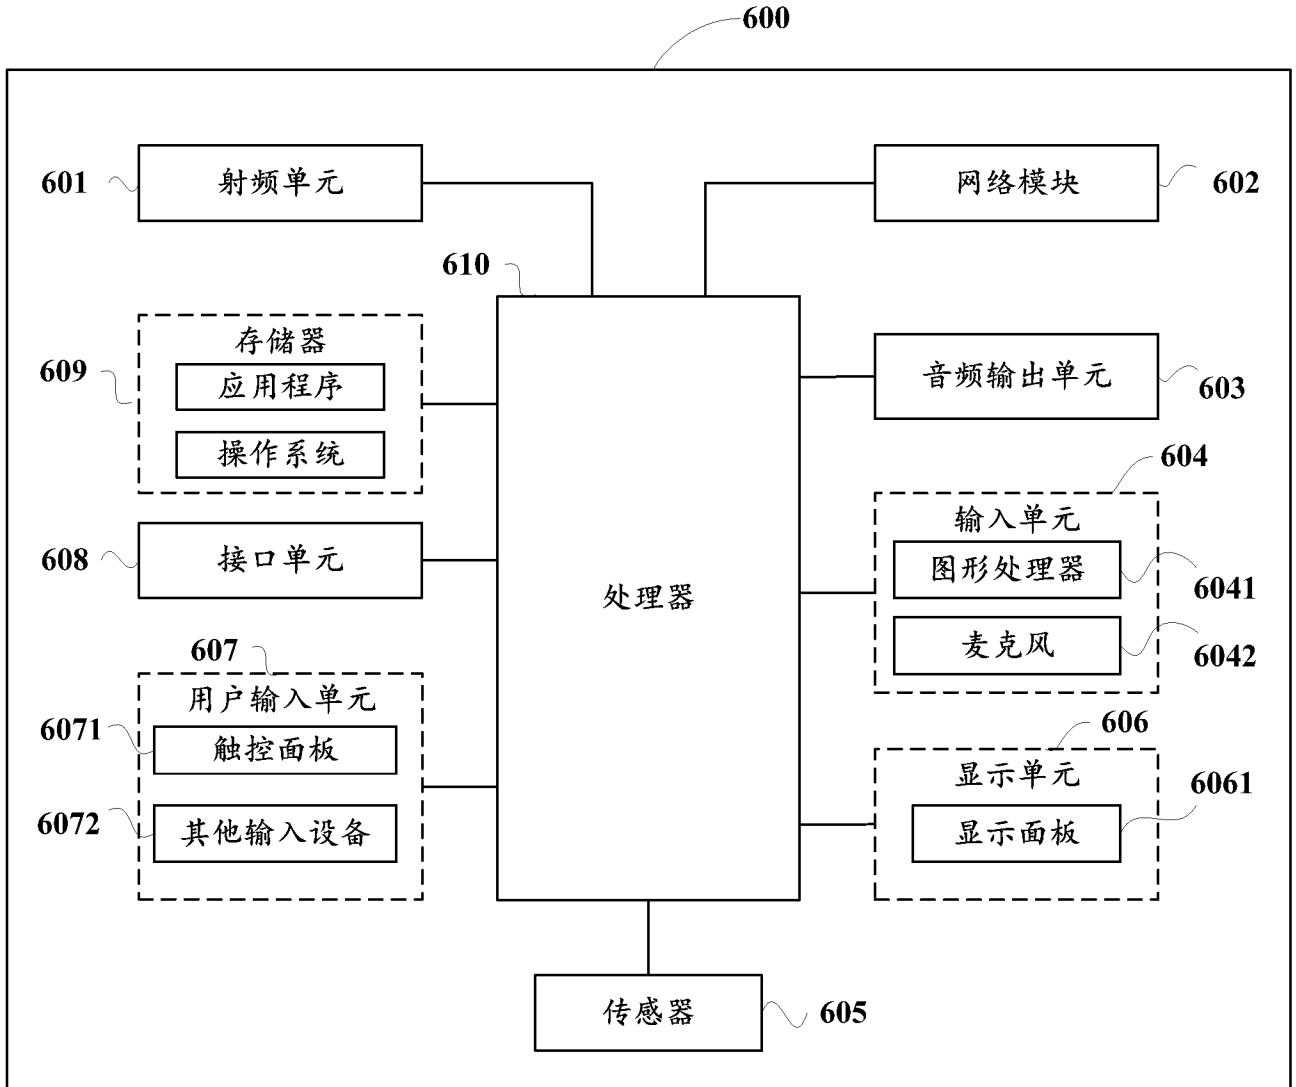 600
601
射频单元
网络模块
602
610
609
存储器
应用程序
操作系统
音频输出单元
603
604
输入单元
图形处理器
6041
麦克风
6042
608
接口单元
处理器
607
用户输入单元
6071
触控面板
6072
其他输入设备
606
显示单元
显示面板
6061
传感器
605